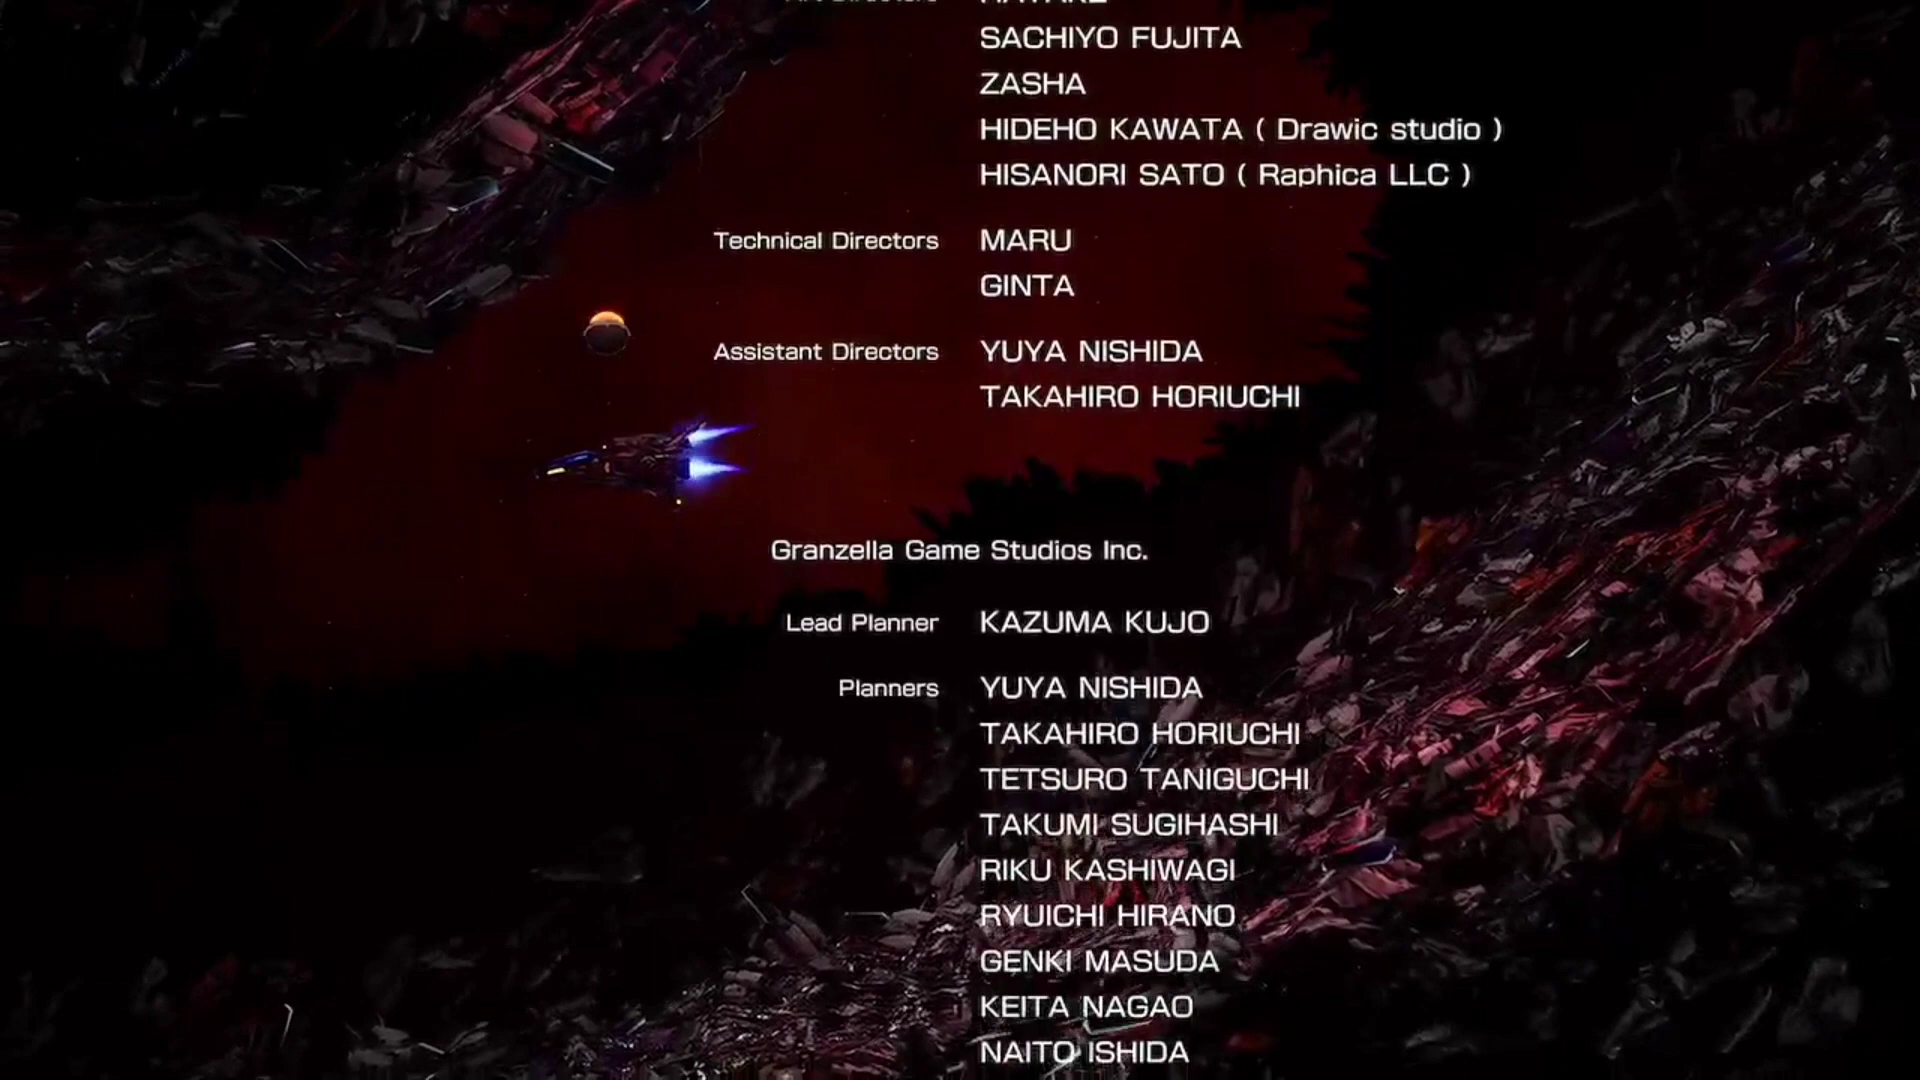 SACHIYO FUJITA
ZASHA
HIDEHO KAWATA ( Drawic studio )
HISANORI SATO ( Raphica LLC )
Technical Directors MARU
GINTA
Assistant Directors YUYA NISHIDA
TAKAHIRO HORIUCHI
Granzella Game Studios Inc.
Lead Planner KAZUMA KUJO
Planners YUYA NISHIDA
TAKAHIRO HORIUCHI
TETSURO TANIGUCHI
TAKUMI SUGIHASHI
RIKU KASHIWAGI
RYUICHI HIRANO
GENKI MASUDA
KEITA NAGAO
NAITO ISHIDA